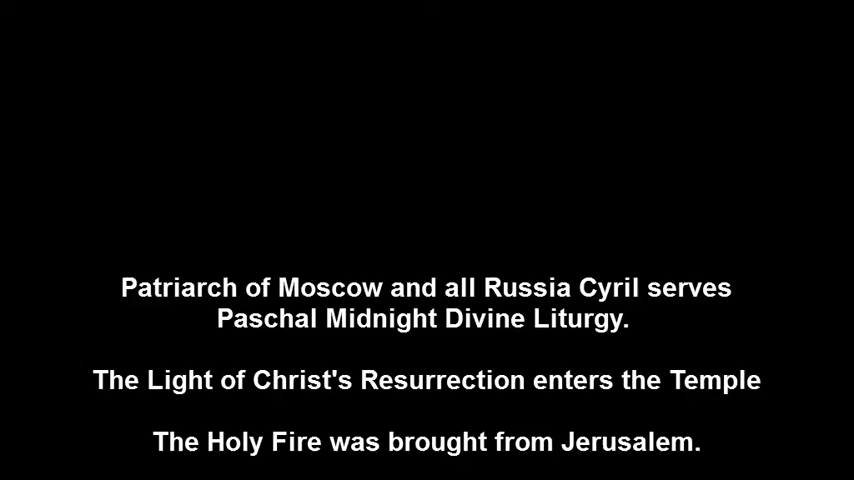 Patriarch of Moscow and all Russia Cyril serves
Paschal Midnight Divine Liturgy.
The Light of Christ's Resurrection enters the Temple
The Holy Fire was brought from Jerusalem.